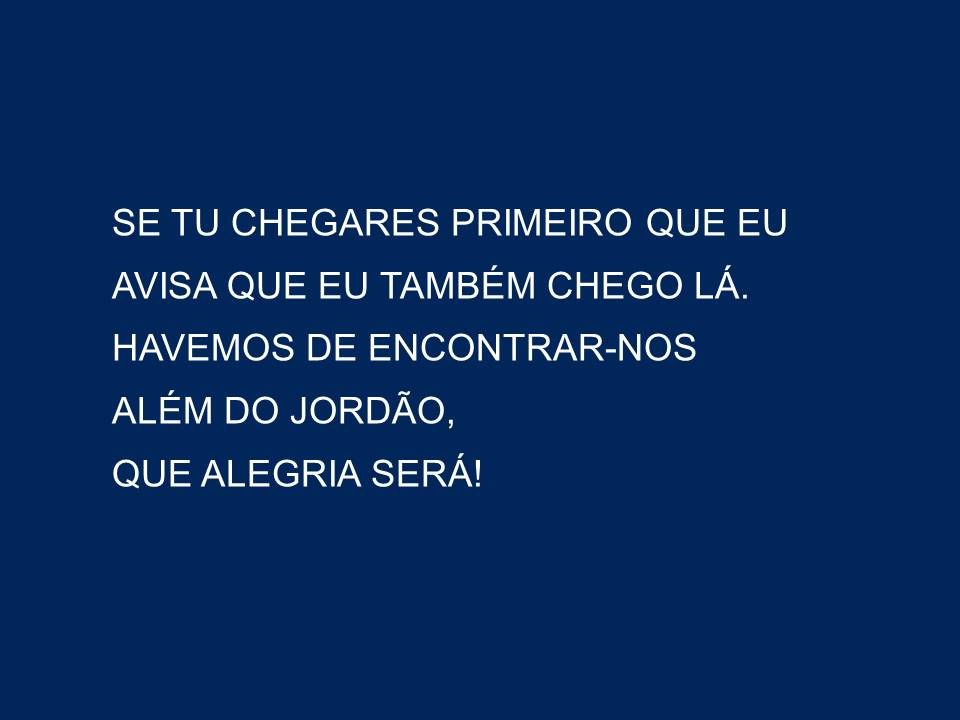 SE TU CHEGARES PRIMEIRO QUE EU
AVISA QUE EU TAMBÉM CHEGO LÁ.
HAVEMOS DE ENCONTRAR-NOS
ALÉM DO JORDÃO,
QUE ALEGRIA SERÁ!